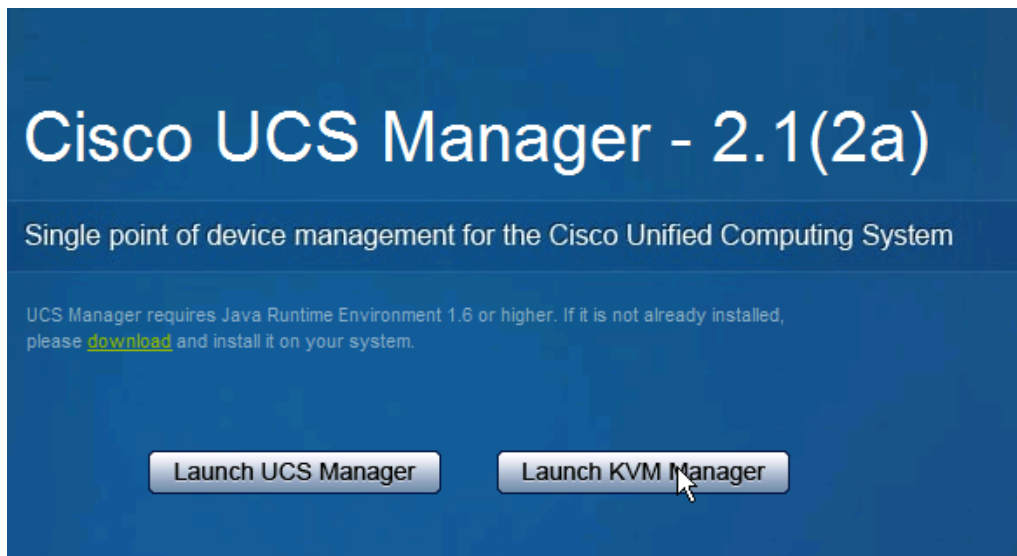 Cisco UCS Manager - 2.1(2a)
Single point of device management for the Cisco Unified Computing System
UCS Manager requires Java Runtime Environment 1.6 or higher. If it is not already installed,
please download and install it on your system.
Launch UCS Manager
Launch KVM Manager